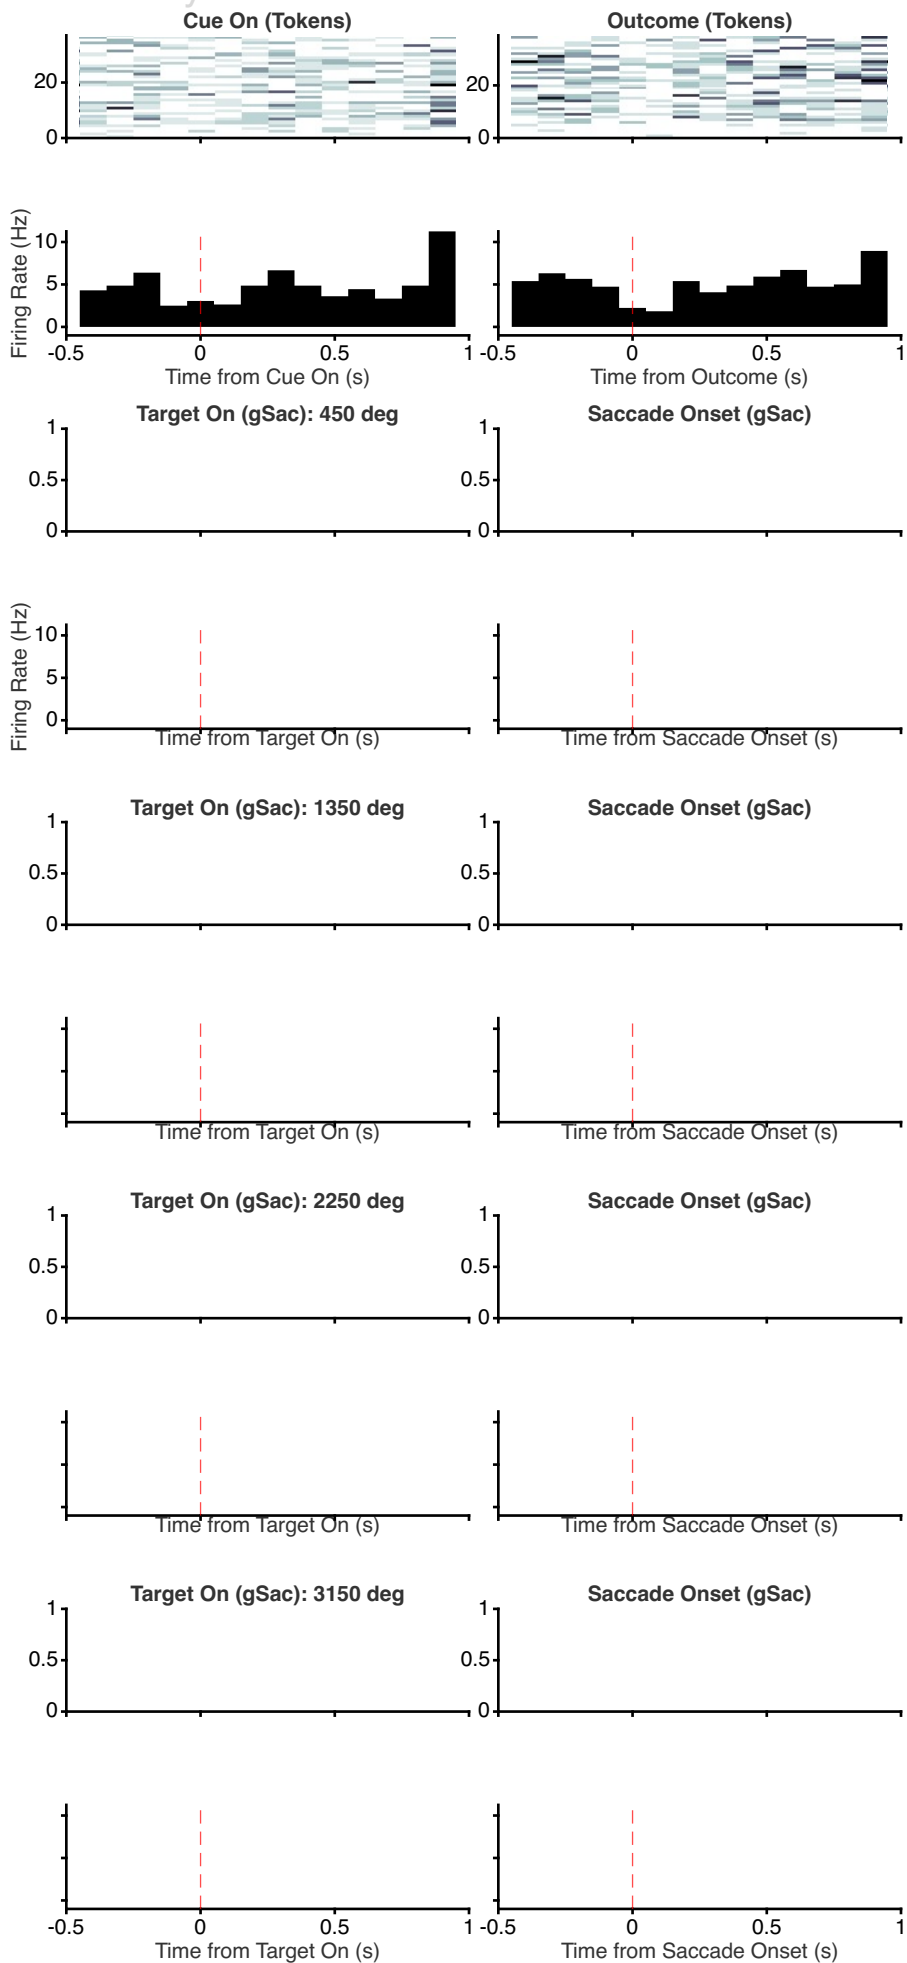 Cue On (Tokens) Outcome (Tokens)
20 20
0 0
Firing Rate (Hz)
10
5
0
-0.5 0 0.5 1 -0.5 0 0.5 1
Time from Cue On (s) Time from Outcome (s)
Target On (gSac): 450 deg Saccade Onset (gSac)
1 1
0.5 0.5
0 0
Firing Rate (Hz)
10
5
0
Time from Target On (s) Time from Saccade Onset (s)
Target On (gSac): 1350 deg Saccade Onset (gSac)
1 1
0.5 0.5
0 0
Time from Target On (s) Time from Saccade Onset (s)
Target On (gSac): 2250 deg Saccade Onset (gSac)
1 1
0.5 0.5
0 0
Time from Target On (s) Time from Saccade Onset (s)
Target On (gSac): 3150 deg Saccade Onset (gSac)
1 1
0.5 0.5
0 0
-0.5 0 0.5 1 -0.5 0 0.5 1
Time from Target On (s) Time from Saccade Onset (s)